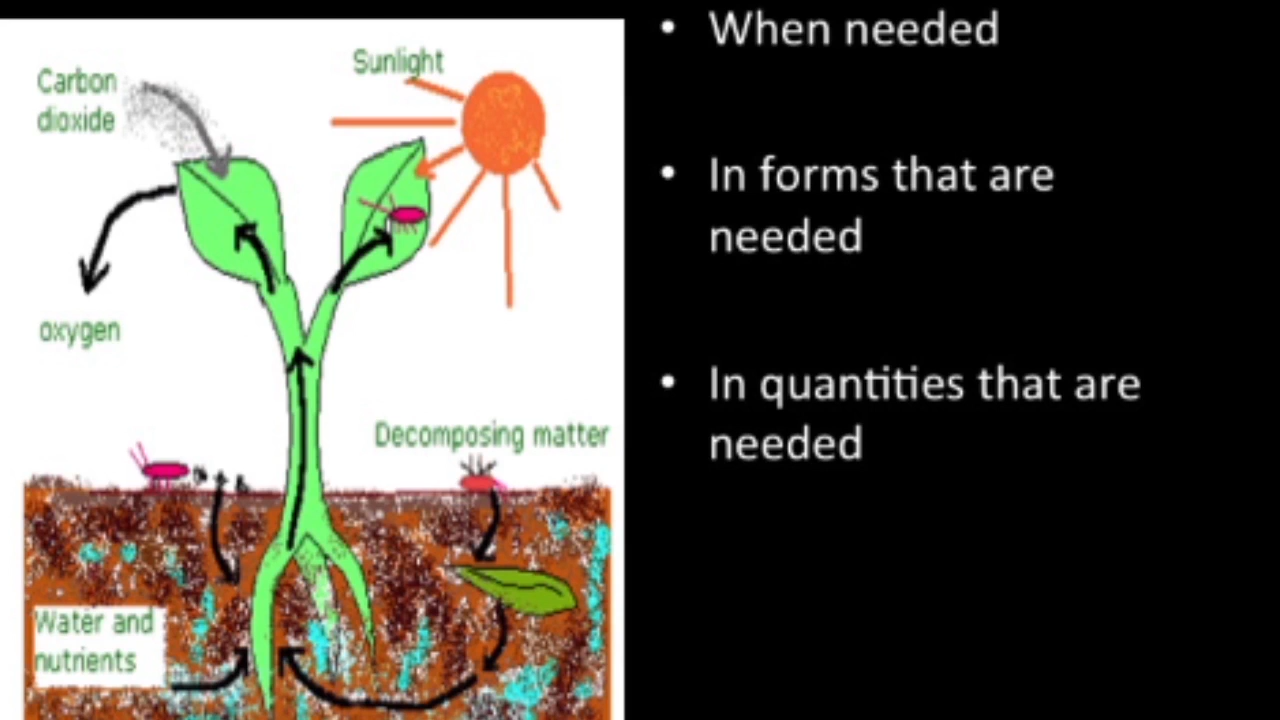 Carbon
dioxide
Sunlight
oxygen
Decomposing matter
Water and
nutrients
• When needed
• In forms that are
needed
• In quantities that are
needed